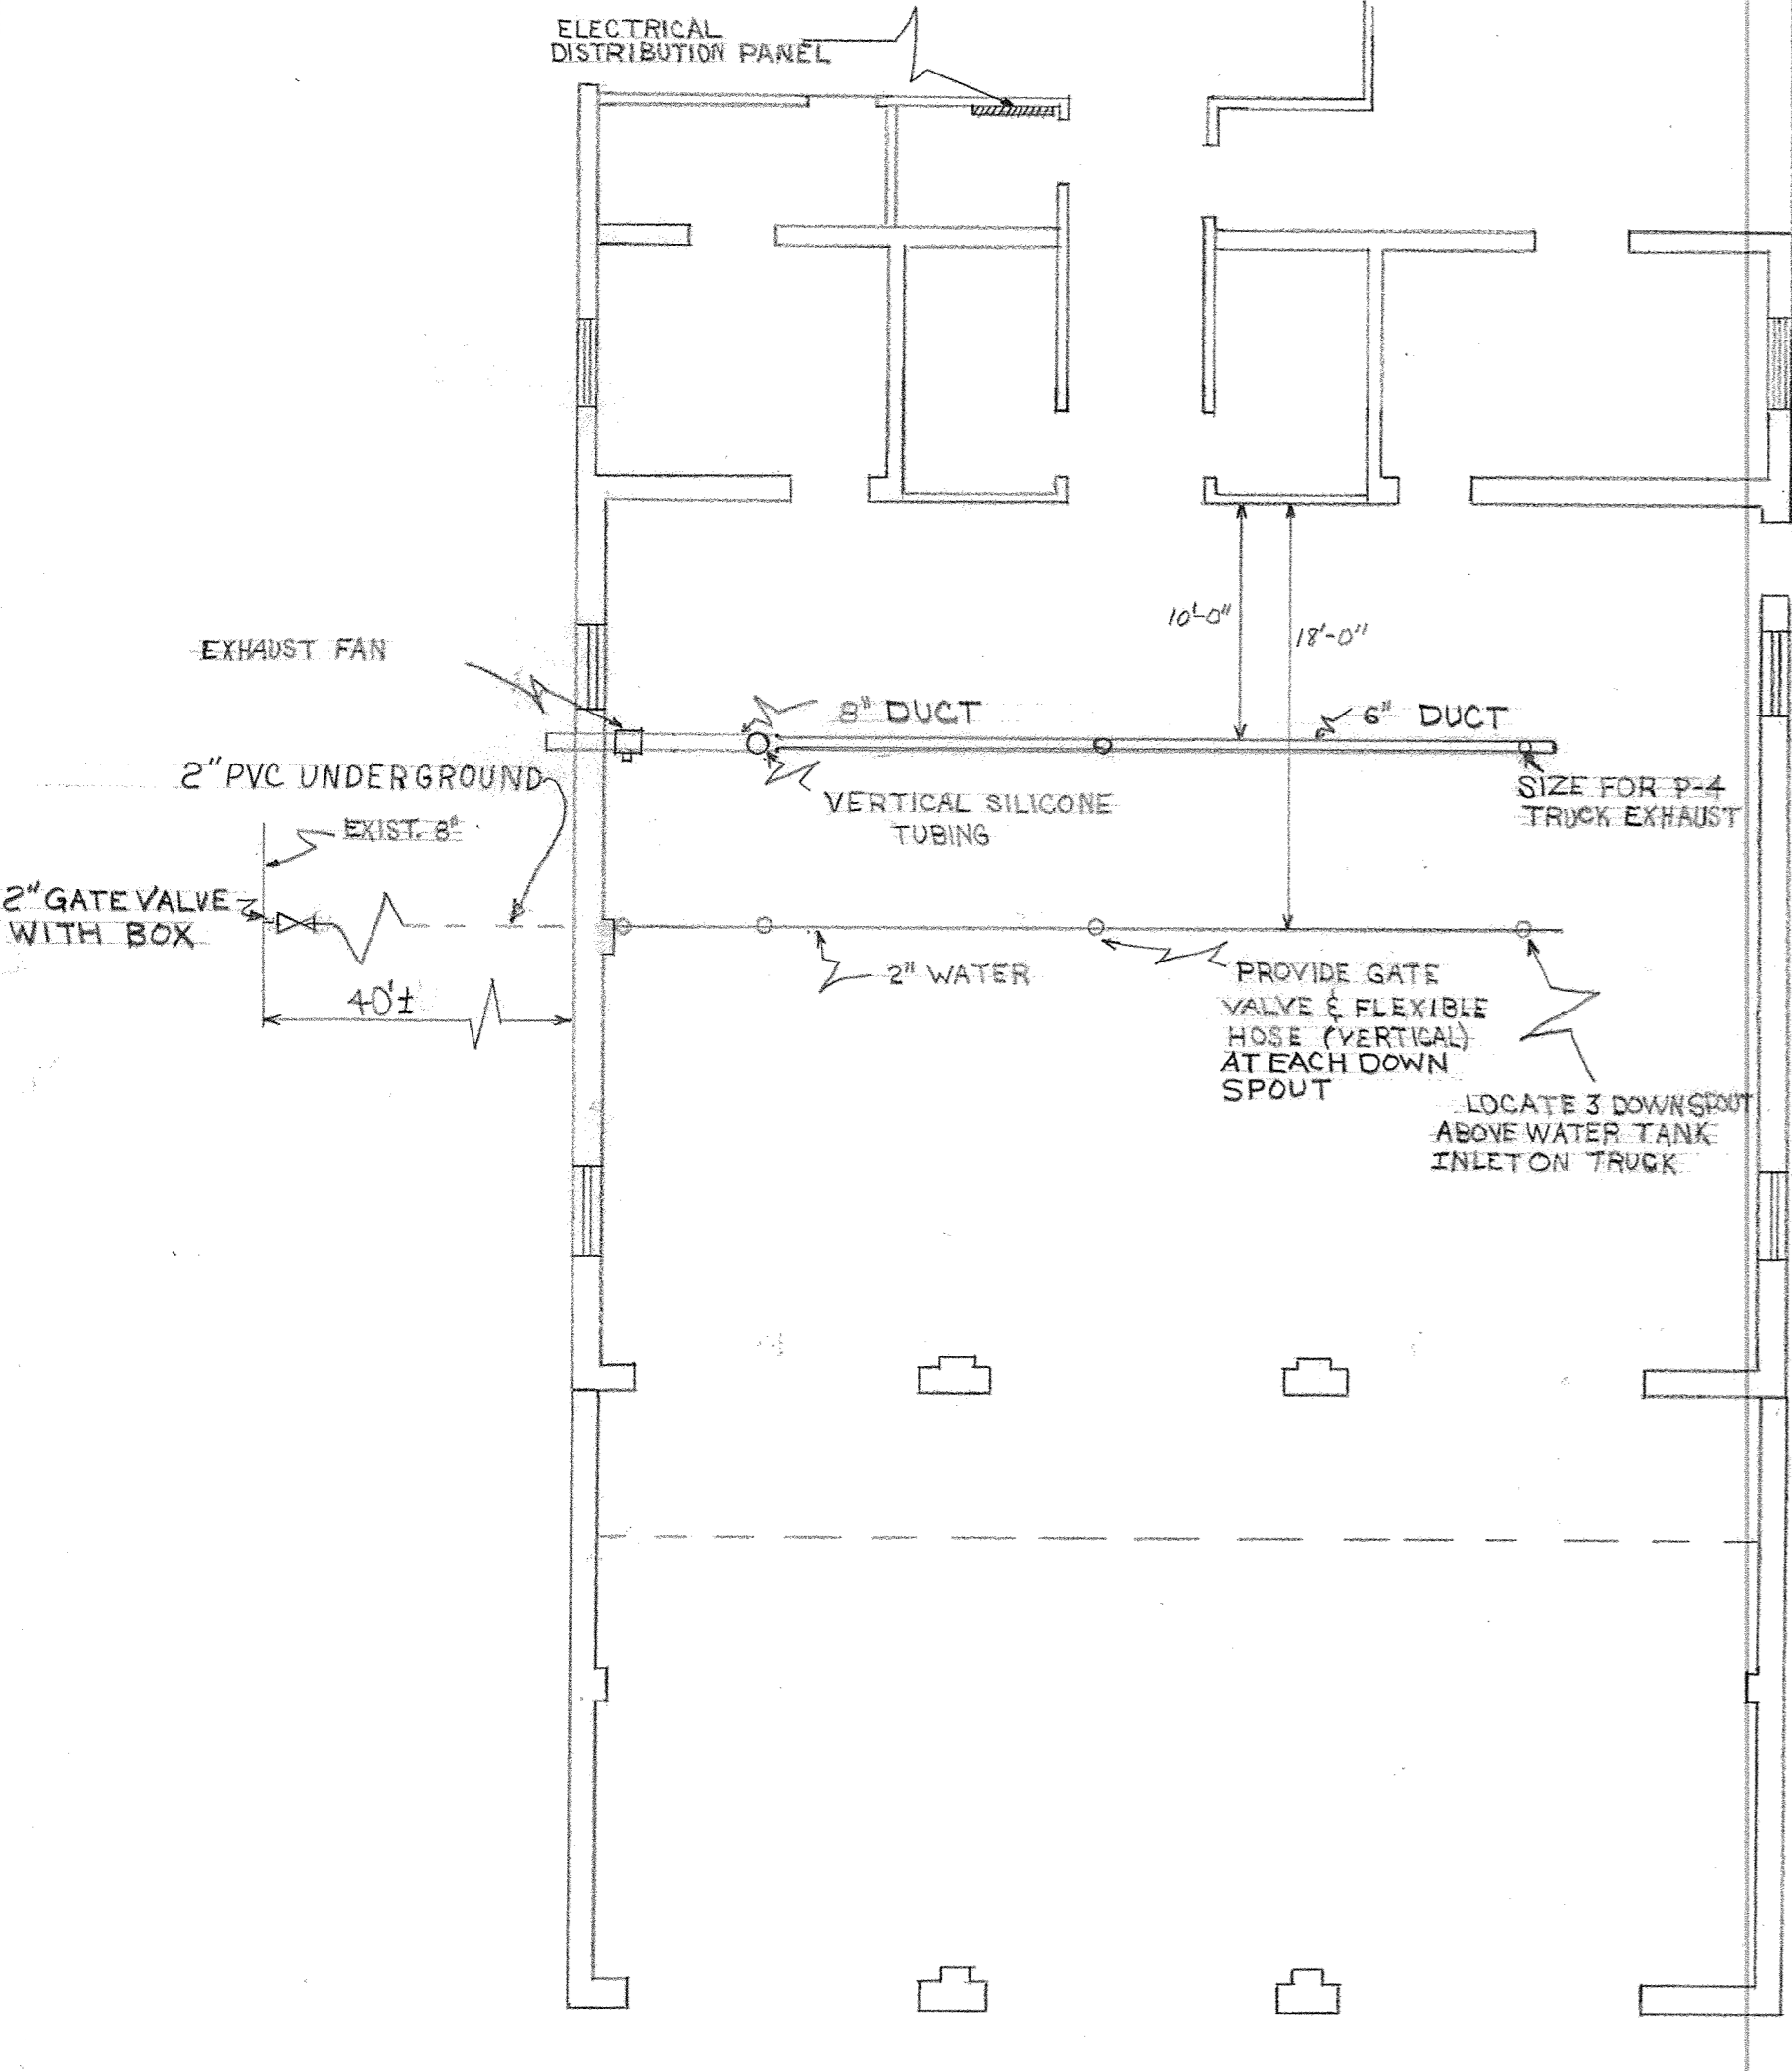 ELECTRICAL
DISTRIBUTION PANEL
10'-0"
18'-0"
EXHAUST FAN
8" DUCT
6" DUCT
2" PVC UNDERGROUND
SIZE FOR P-4
TRUCK EXHAUST
VERTICAL SILICONE
TUBING
EXIST. 8"
2" GATE VALVE
WITH BOX
2" WATER
40'±
PROVIDE GATE
VALVE & FLEXIBLE
HOSE (VERTICAL)
AT EACH DOWN
SPOUT
LOCATE 3 DOWNSPOUT
ABOVE WATER TANK
INLET ON TRUCK